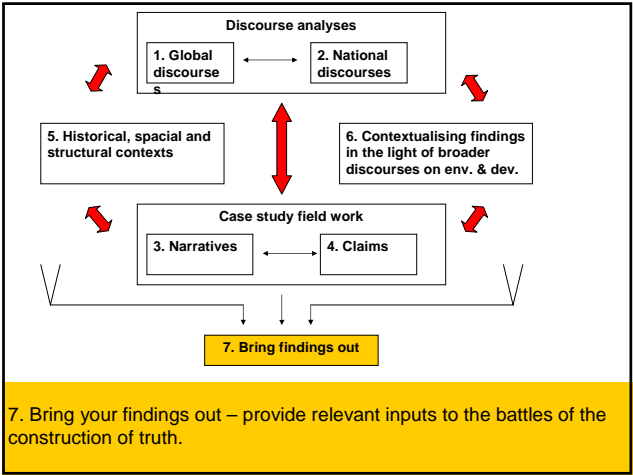 Discourse analyses
1. Global
discourse
s
2. National
discourses
5. Historical, spacial and
structural contexts
6. Contextualising findings
in the light of broader
discourses on env. & dev.
Case study field work
3. Narratives
4. Claims
7. Bring findings out
7. Bring your findings out – provide relevant inputs to the battles of the
construction of truth.